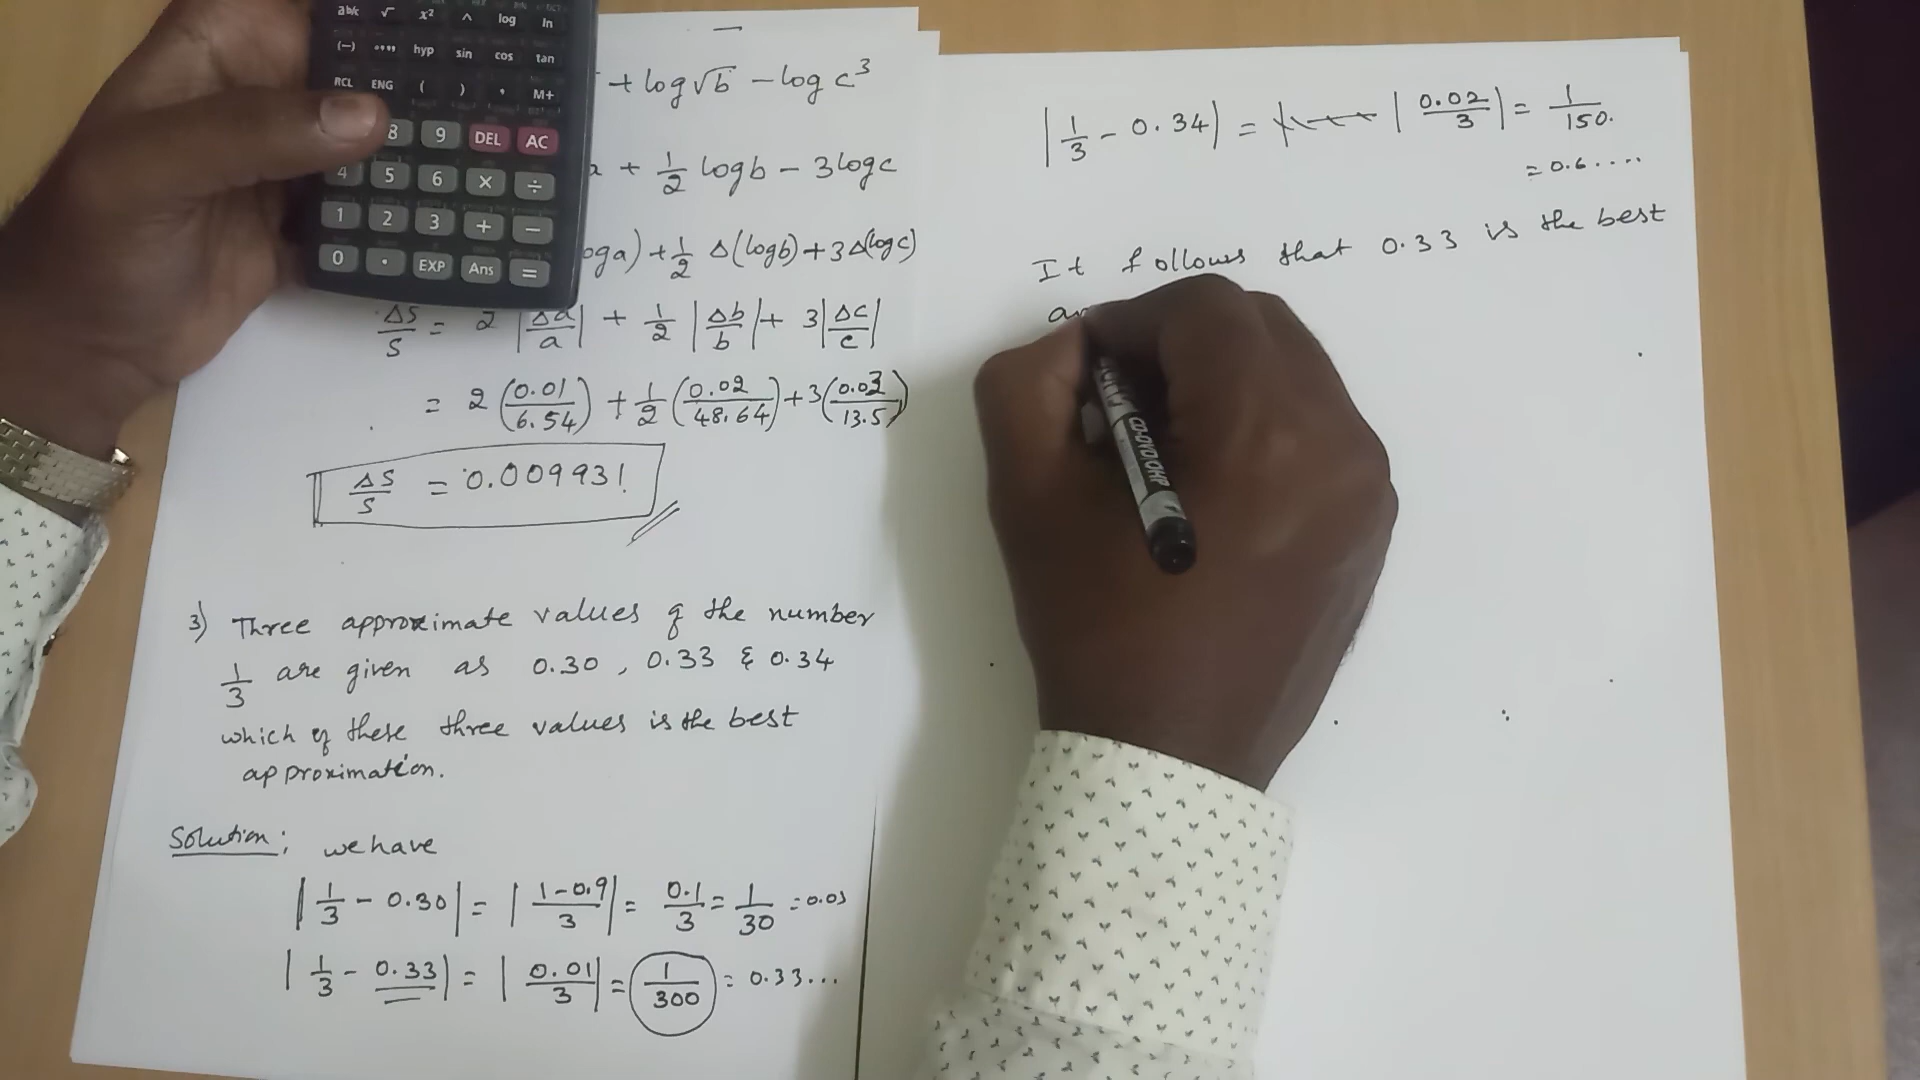 + log√b - log c³
+ 1/2 log b - 3 log c
log a) + 1/2 Δ(log b) + 3Δ(log c)
ΔS/S = 2 |Δa/a| + 1/2 |Δb/b| + 3 |Δc/c|
= 2 (0.01/6.54) + 1/2 (0.02/48.64) + 3 (0.03/13.5)
ΔS/S = 0.009931
3) Three approximate values of the number
1/3 are given as 0.30, 0.33 & 0.34
which of these three values is the best
approximation.
Solution: we have
|1/3 - 0.30| = |1-0.9/3| = 0.1/3 = 1/30 = 0.03
|1/3 - 0.33| = |0.01/3| = 1/300 = 0.33...
|1/3 - 0.34| = |0.02/3| = 1/150.
= 0.6....
It follows that 0.33 is the best
ab/c √ x² ^ log ln
(-) °''' hyp sin cos tan
RCL ENG ( ) , M+
8 9 DEL AC
4 5 6 × ÷
1 2 3 + −
0 . EXP Ans =
CD·DVD OHP